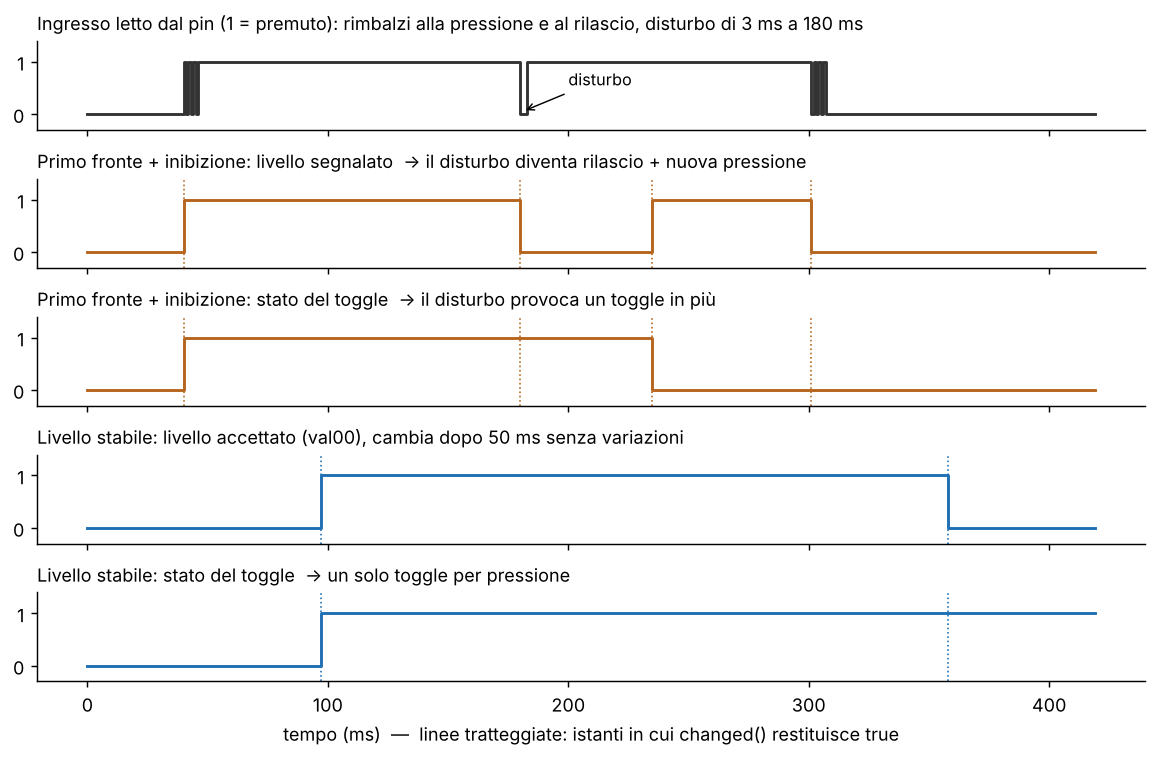 Ingresso letto dal pin (1 = premuto): rimbalzi alla pressione e al rilascio, disturbo di 3 ms a 180 ms
1
disturbo
0
Primo fronte + inibizione: livello segnalato → il disturbo diventa rilascio + nuova pressione
1
0
Primo fronte + inibizione: stato del toggle → il disturbo provoca un toggle in più
1
0
Livello stabile: livello accettato (val00), cambia dopo 50 ms senza variazioni
1
0
Livello stabile: stato del toggle → un solo toggle per pressione
1
0
0 100 200 300 400
tempo (ms) — linee tratteggiate: istanti in cui changed() restituisce true